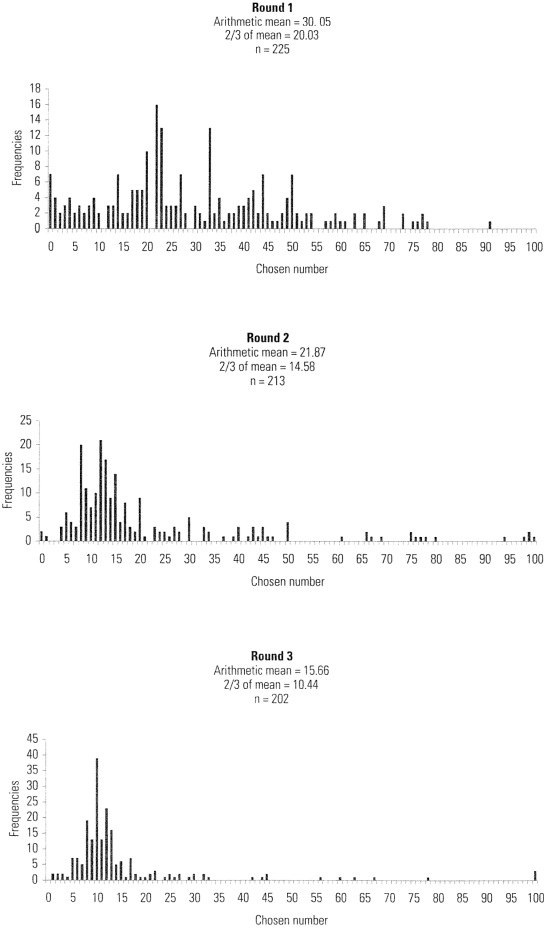 Round 1
Arithmetic mean = 30. 05
2/3 of mean = 20.03
n = 225
18
16
14
12
10
8
6
4
2
0
Frequencies
0 5 10 15 20 25 30 35 40 45 50 55 60 65 70 75 80 85 90 95 100
Chosen number
Round 2
Arithmetic mean = 21.87
2/3 of mean = 14.58
n = 213
25
20
15
10
5
0
Frequencies
0 5 10 15 20 25 30 35 40 45 50 55 60 65 70 75 80 85 90 95 100
Chosen number
Round 3
Arithmetic mean = 15.66
2/3 of mean = 10.44
n = 202
45
40
35
30
25
20
15
10
5
0
Frequencies
0 5 10 15 20 25 30 35 40 45 50 55 60 65 70 75 80 85 90 95 100
Chosen number